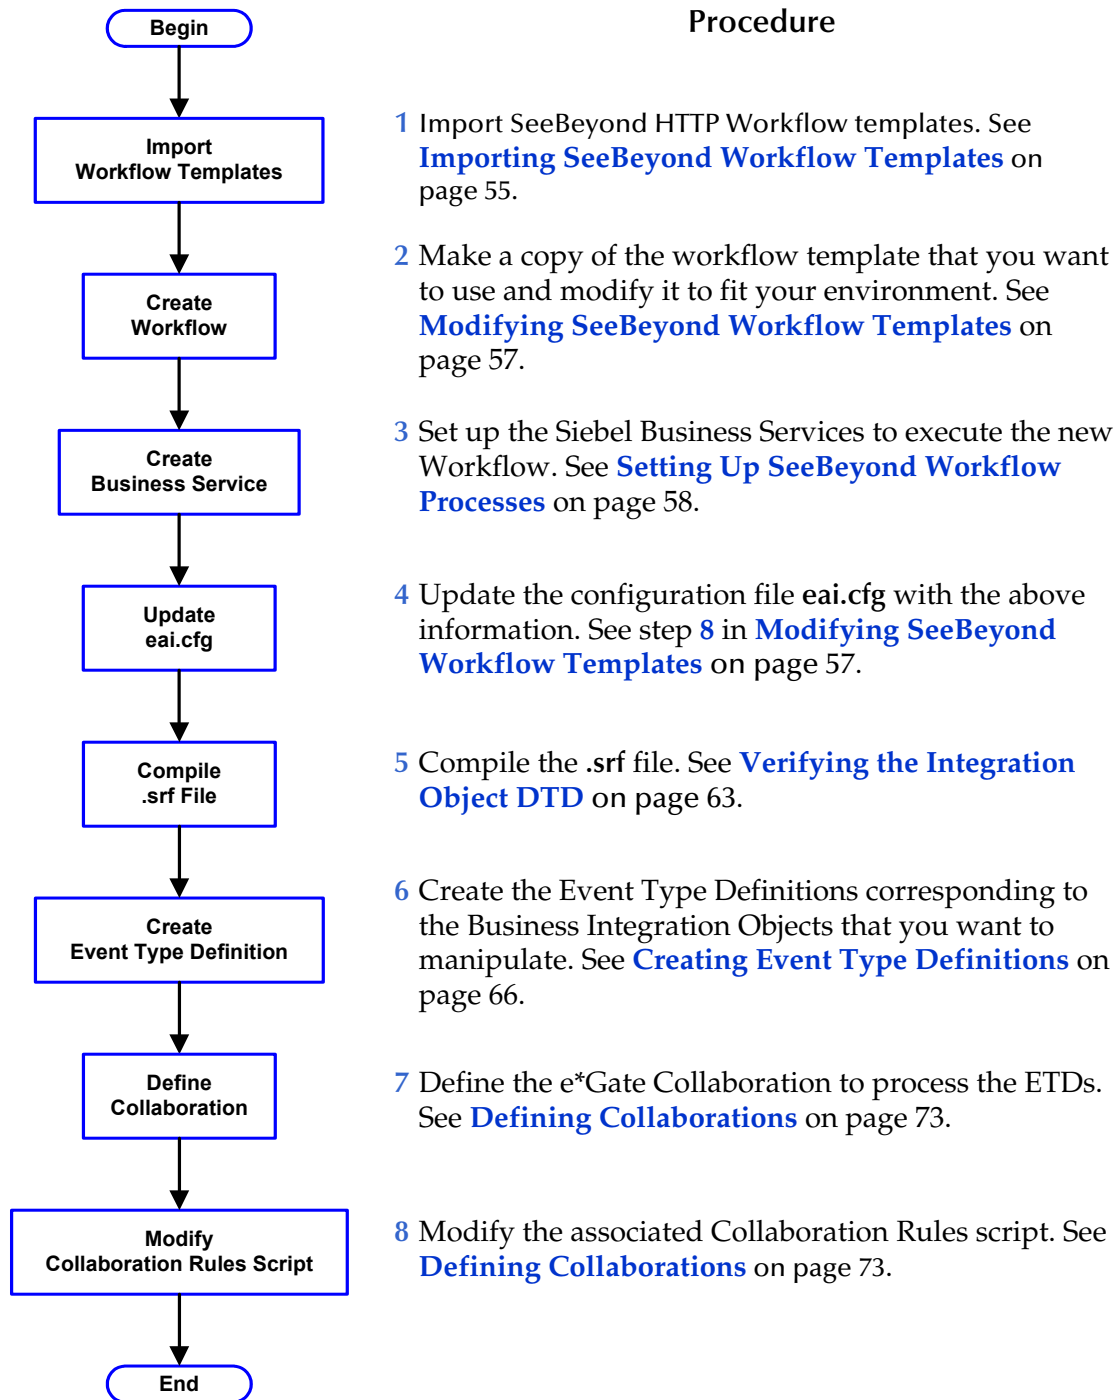 Procedure
Begin
Import
Workflow Templates
1 Import SeeBeyond HTTP Workflow templates. See
Importing SeeBeyond Workflow Templates on
page 55.
Create
Workflow
2 Make a copy of the workflow template that you want
to use and modify it to fit your environment. See
Modifying SeeBeyond Workflow Templates on
page 57.
Create
Business Service
3 Set up the Siebel Business Services to execute the new
Workflow. See Setting Up SeeBeyond Workflow
Processes on page 58.
Update
eai.cfg
4 Update the configuration file eai.cfg with the above
information. See step 8 in Modifying SeeBeyond
Workflow Templates on page 57.
Compile
.srf File
5 Compile the .srf file. See Verifying the Integration
Object DTD on page 63.
Create
Event Type Definition
6 Create the Event Type Definitions corresponding to
the Business Integration Objects that you want to
manipulate. See Creating Event Type Definitions on
page 66.
Define
Collaboration
7 Define the e*Gate Collaboration to process the ETDs.
See Defining Collaborations on page 73.
Modify
Collaboration Rules Script
8 Modify the associated Collaboration Rules script. See
Defining Collaborations on page 73.
End